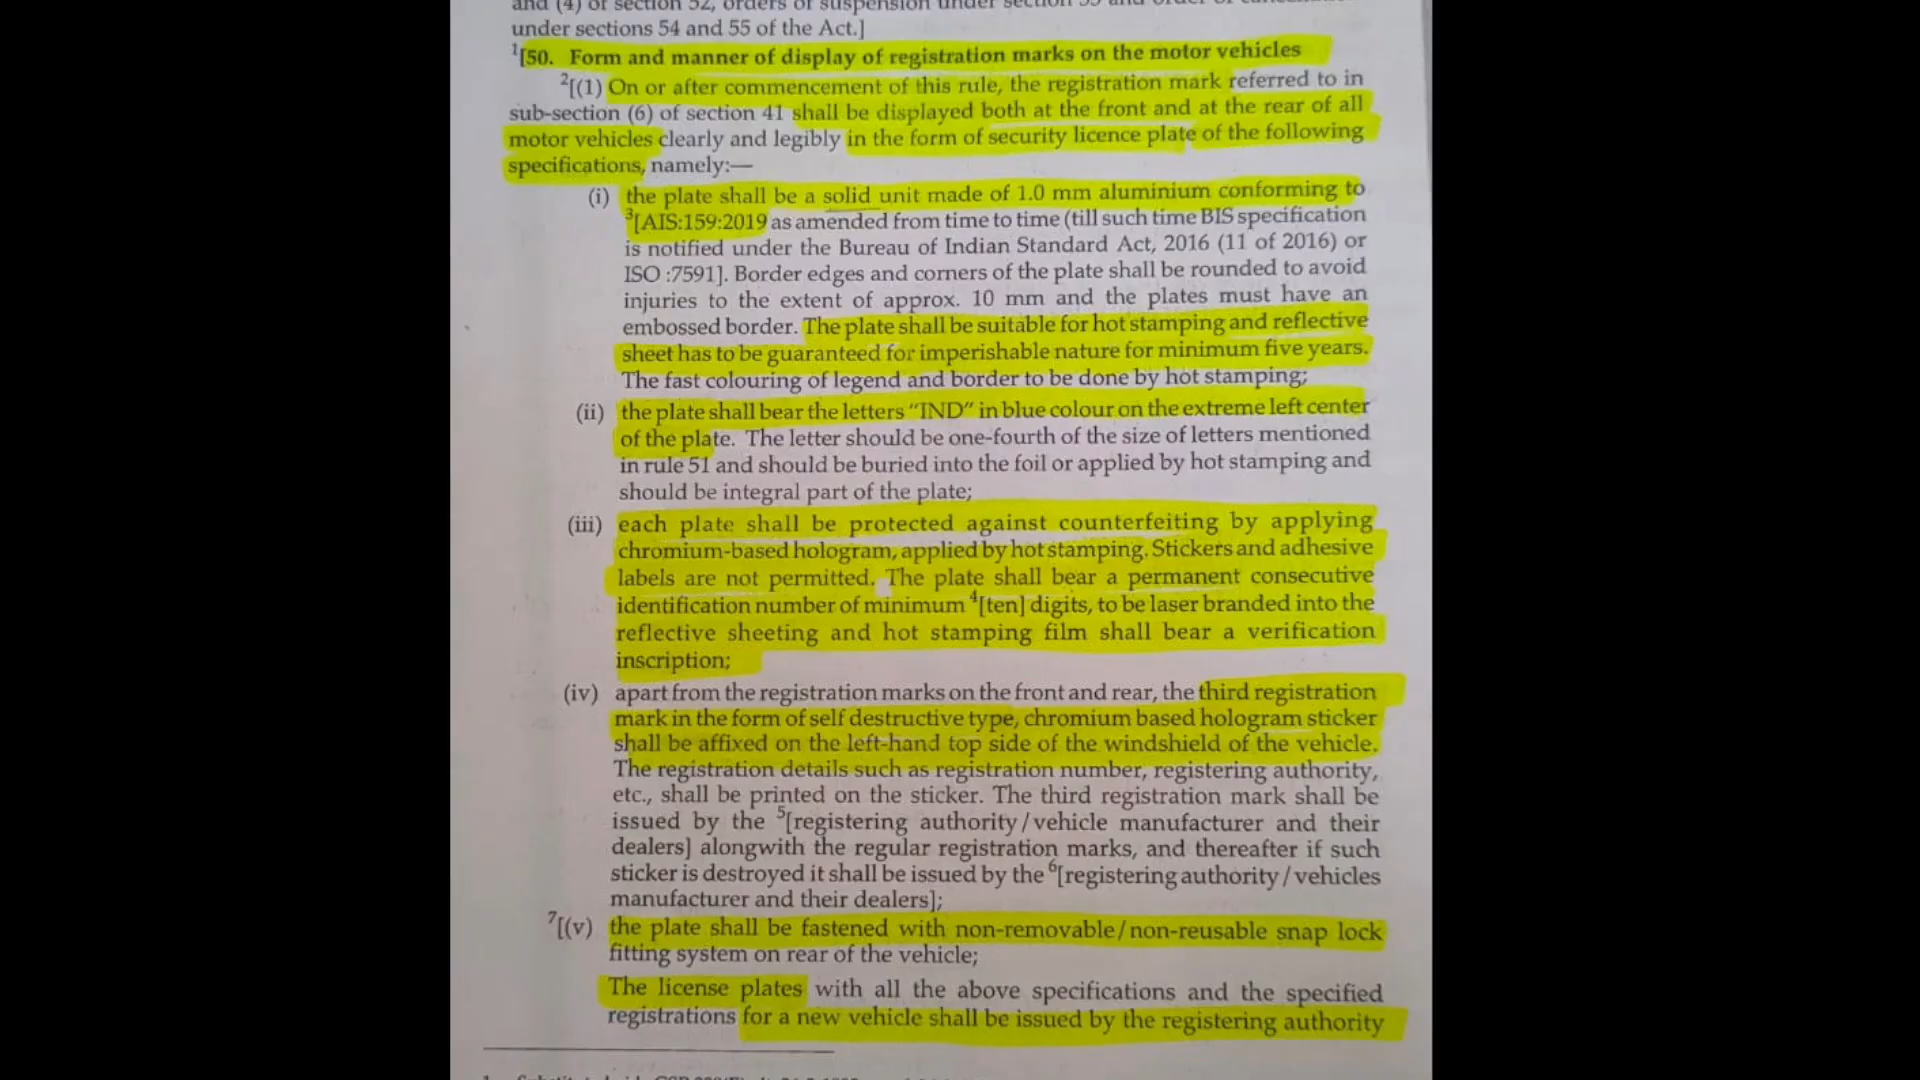 and (4) of section 52, orders of suspension under section
under sections 54 and 55 of the Act.]
1[50. Form and manner of display of registration marks on the motor vehicles
2[(1) On or after commencement of this rule, the registration mark referred to in
sub-section (6) of section 41 shall be displayed both at the front and at the rear of all
motor vehicles clearly and legibly in the form of security licence plate of the following
specifications, namely:—
(i) the plate shall be a solid unit made of 1.0 mm aluminium conforming to
3[AIS:159:2019 as amended from time to time (till such time BIS specification
is notified under the Bureau of Indian Standard Act, 2016 (11 of 2016) or
ISO :7591]. Border edges and corners of the plate shall be rounded to avoid
injuries to the extent of approx. 10 mm and the plates must have an
embossed border. The plate shall be suitable for hot stamping and reflective
sheet has to be guaranteed for imperishable nature for minimum five years.
The fast colouring of legend and border to be done by hot stamping;
(ii) the plate shall bear the letters "IND" in blue colour on the extreme left center
of the plate. The letter should be one-fourth of the size of letters mentioned
in rule 51 and should be buried into the foil or applied by hot stamping and
should be integral part of the plate;
(iii) each plate shall be protected against counterfeiting by applying
chromium-based hologram, applied by hot stamping. Stickers and adhesive
labels are not permitted. The plate shall bear a permanent consecutive
identification number of minimum 4[ten] digits, to be laser branded into the
reflective sheeting and hot stamping film shall bear a verification
inscription;
(iv) apart from the registration marks on the front and rear, the third registration
mark in the form of self destructive type, chromium based hologram sticker
shall be affixed on the left-hand top side of the windshield of the vehicle.
The registration details such as registration number, registering authority,
etc., shall be printed on the sticker. The third registration mark shall be
issued by the 5[registering authority/vehicle manufacturer and their
dealers] alongwith the regular registration marks, and thereafter if such
sticker is destroyed it shall be issued by the 6[registering authority/vehicles
manufacturer and their dealers];
7[(v) the plate shall be fastened with non-removable/non-reusable snap lock
fitting system on rear of the vehicle;
The license plates with all the above specifications and the specified
registrations for a new vehicle shall be issued by the registering authority